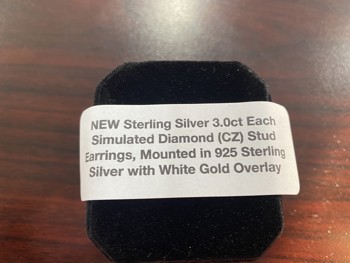 NEW Sterling Silver 3.0ct Each
Simulated Diamond (CZ) Stud
Earrings, Mounted in 925 Sterling
Silver with White Gold Overlay